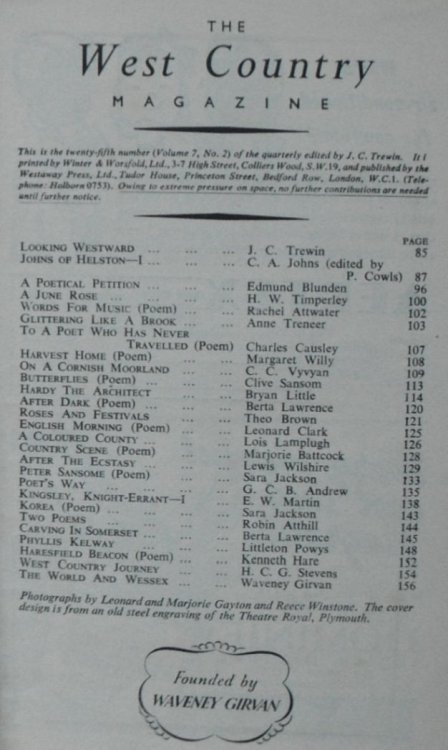 THE
West Country
MAGAZINE
This is the twenty-fifth number (Volume 7, No. 2) of the quarterly edited by J. C. Trewin. It i
printed by Winter & Worsfold, Ltd., 3-7 High Street, Colliers Wood, S.W.19, and published by the
Westaway Press, Ltd., Tudor House, Princeton Street, Bedford Row, London, W.C.1. (Tele-
phone: Holborn 0753). Owing to extreme pressure on space, no further contributions are needed
until further notice.
PAGE
LOOKING WESTWARD ... ... ... J. C. Trewin 85
JOHNS OF HELSTON—I ... ... ... C. A. Johns (edited by
P. Cowls) 87
A POETICAL PETITION ... ... ... Edmund Blunden 96
A JUNE ROSE ... ... ... ... H. W. Timperley 100
WORDS FOR MUSIC (Poem) ... ... Rachel Attwater 102
GLITTERING LIKE A BROOK ... ... Anne Treneer
TO A POET WHO HAS NEVER
TRAVELLED (Poem) Charles Causley 107
HARVEST HOME (Poem) ... ... Margaret Willy 108
ON A CORNISH MOORLAND ... ... C. C. Vyvyan 109
BUTTERFLIES (Poem) ... ... ... Clive Sansom 113
HARDY THE ARCHITECT ... ... Bryan Little 114
AFTER DARK (Poem) ... ... ... Berta Lawrence 120
ROSES AND FESTIVALS ... ... ... Theo Brown 121
ENGLISH MORNING (Poem) ... ... Leonard Clark 125
A COLOURED COUNTY ... ... ... Lois Lamplugh 126
COUNTRY SCENE (Poem) ... ... Marjorie Battcock 128
AFTER THE ECSTASY ... ... ... Lewis Wilshire 129
PETER SANSOME (Poem) ... ... Sara Jackson 133
POET'S WAY ... ... ... ... G. C. B. Andrew 135
KINGSLEY, KNIGHT-ERRANT—I ... E. W. Martin 138
KOREA (Poem) ... ... ... ... Sara Jackson 143
TWO POEMS ... ... ... ... Robin Atthill 144
CARVING IN SOMERSET ... ... ... Berta Lawrence 145
PHYLLIS KELWAY ... ... ... Littleton Powys 148
HARESFIELD BEACON (Poem) ... ... Kenneth Hare 152
WEST COUNTRY JOURNEY ... ... H. C. G. Stevens 154
THE WORLD AND WESSEX ... ... Waveney Girvan 156
Photographs by Leonard and Marjorie Gayton and Reece Winstone. The cover
design is from an old steel engraving of the Theatre Royal, Plymouth.
Founded by
WAVENEY GIRVAN